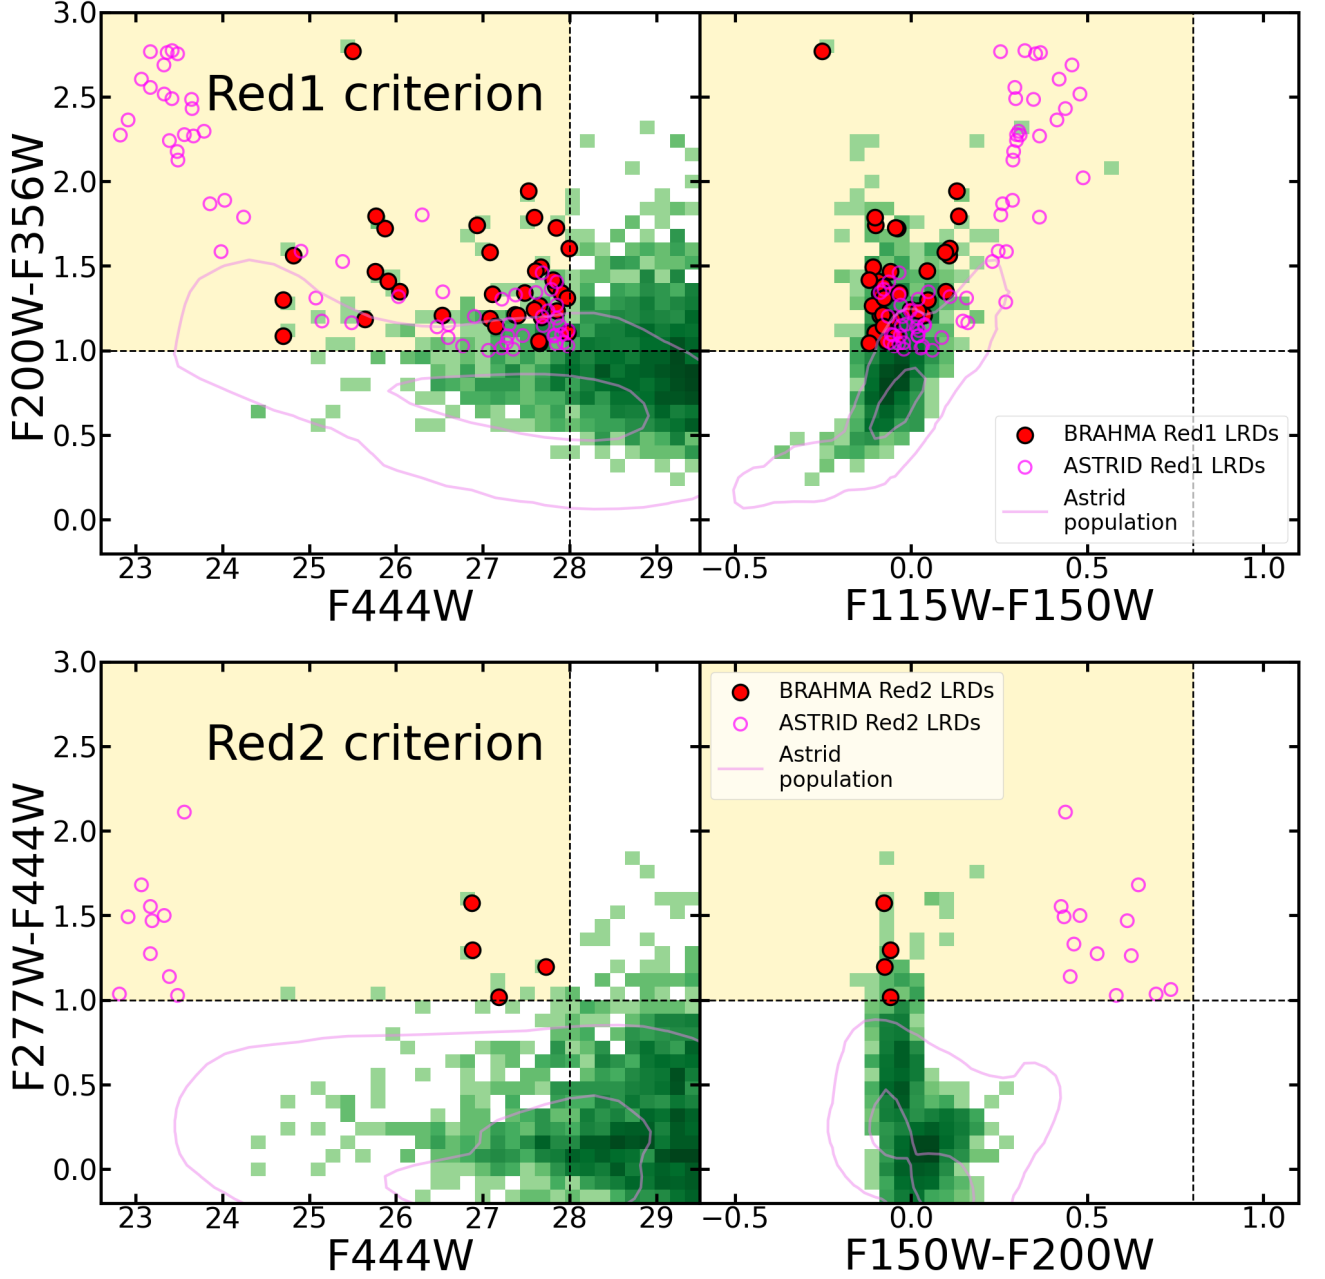 3.0
2.5
2.0
1.5
1.0
0.5
0.0
F200W-F356W
Red1 criterion
23 24 25 26 27 28 29
F444W
BRAHMA Red1 LRDs
ASTRID Red1 LRDs
Astrid
population
−0.5 0.0 0.5 1.0
F115W-F150W
3.0
2.5
2.0
1.5
1.0
0.5
0.0
F277W-F444W
Red2 criterion
23 24 25 26 27 28 29
F444W
BRAHMA Red2 LRDs
ASTRID Red2 LRDs
Astrid
population
−0.5 0.0 0.5 1.0
F150W-F200W